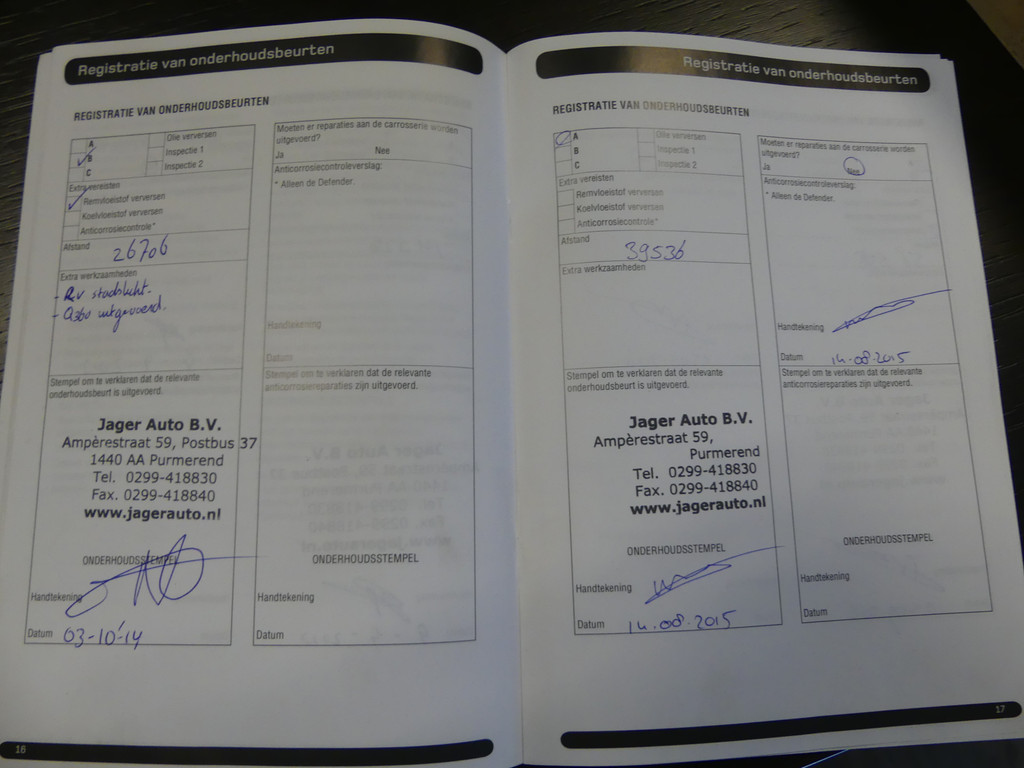 Registratie van onderhoudsbeurten
REGISTRATIE VAN ONDERHOUDSBEURTEN
A
B
C
Olie verversen
Inspectie 1
Inspectie 2
Extra vereisten
Remvloeistof verversen
Koelvloeistof verversen
Anticorrosiecontrole*
Afstand
26706
Extra werkzaamheden
- R.V stadslicht.
- Q360 uitgevoerd.
Stempel om te verklaren dat de relevante
onderhoudsbeurt is uitgevoerd.
Jager Auto B.V.
Ampèrestraat 59, Postbus 37
1440 AA Purmerend
Tel. 0299-418830
Fax. 0299-418840
www.jagerauto.nl
ONDERHOUDSSTEMPEL
Handtekening
Datum 03-10-'14
Moeten er reparaties aan de carrosserie worden
uitgevoerd?
Ja Nee
Anticorrosiecontroleverslag:
* Alleen de Defender.
Handtekening
Datum
Stempel om te verklaren dat de relevante
anticorrosiereparaties zijn uitgevoerd.
ONDERHOUDSSTEMPEL
Handtekening
Datum
16
Registratie van onderhoudsbeurten
REGISTRATIE VAN ONDERHOUDSBEURTEN
A
B
C
Olie verversen
Inspectie 1
Inspectie 2
Extra vereisten
Remvloeistof verversen
Koelvloeistof verversen
Anticorrosiecontrole*
Afstand
39536
Extra werkzaamheden
Stempel om te verklaren dat de relevante
onderhoudsbeurt is uitgevoerd.
Jager Auto B.V.
Ampèrestraat 59,
Purmerend
Tel. 0299-418830
Fax. 0299-418840
www.jagerauto.nl
ONDERHOUDSSTEMPEL
Handtekening
Datum 14.08.2015
Moeten er reparaties aan de carrosserie worden
uitgevoerd?
Ja Nee
Anticorrosiecontroleverslag:
* Alleen de Defender.
Handtekening
Datum 14.08.2015
Stempel om te verklaren dat de relevante
anticorrosiereparaties zijn uitgevoerd.
ONDERHOUDSSTEMPEL
Handtekening
Datum
17